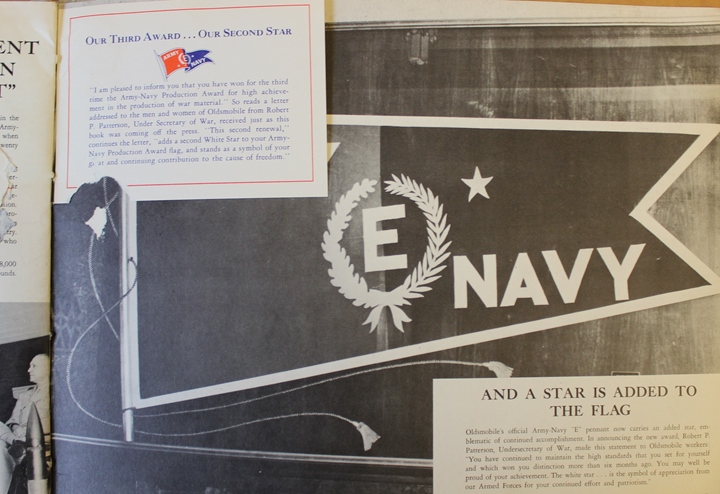 ENT
N
T"
in the
Army-
when
wenty
who
8,000
unds.
OUR THIRD AWARD . . . OUR SECOND STAR
ARMY E NAVY
"I am pleased to inform you that you have won for the third
time the Army-Navy Production Award for high achieve-
ment in the production of war material." So reads a letter
addressed to the men and women of Oldsmobile from Robert
P. Patterson, Under Secretary of War, received just as this
book was coming off the press. "This second renewal,"
continues the letter, "adds a second White Star to your Army-
Navy Production Award flag, and stands as a symbol of your
and continuing contribution to the cause of freedom."
E
NAVY
AND A STAR IS ADDED TO
THE FLAG
Oldsmobile's official Army-Navy "E" pennant now carries an added star, em-
blematic of continued accomplishment. In announcing the new award, Robert P.
Patterson, Undersecretary of War, made this statement to Oldsmobile workers:
"You have continued to maintain the high standards that you set for yourself
and which won you distinction more than six months ago. You may well be
proud of your achievement. The white star . . . is the symbol of appreciation from
our Armed Forces for your continued effort and patriotism."